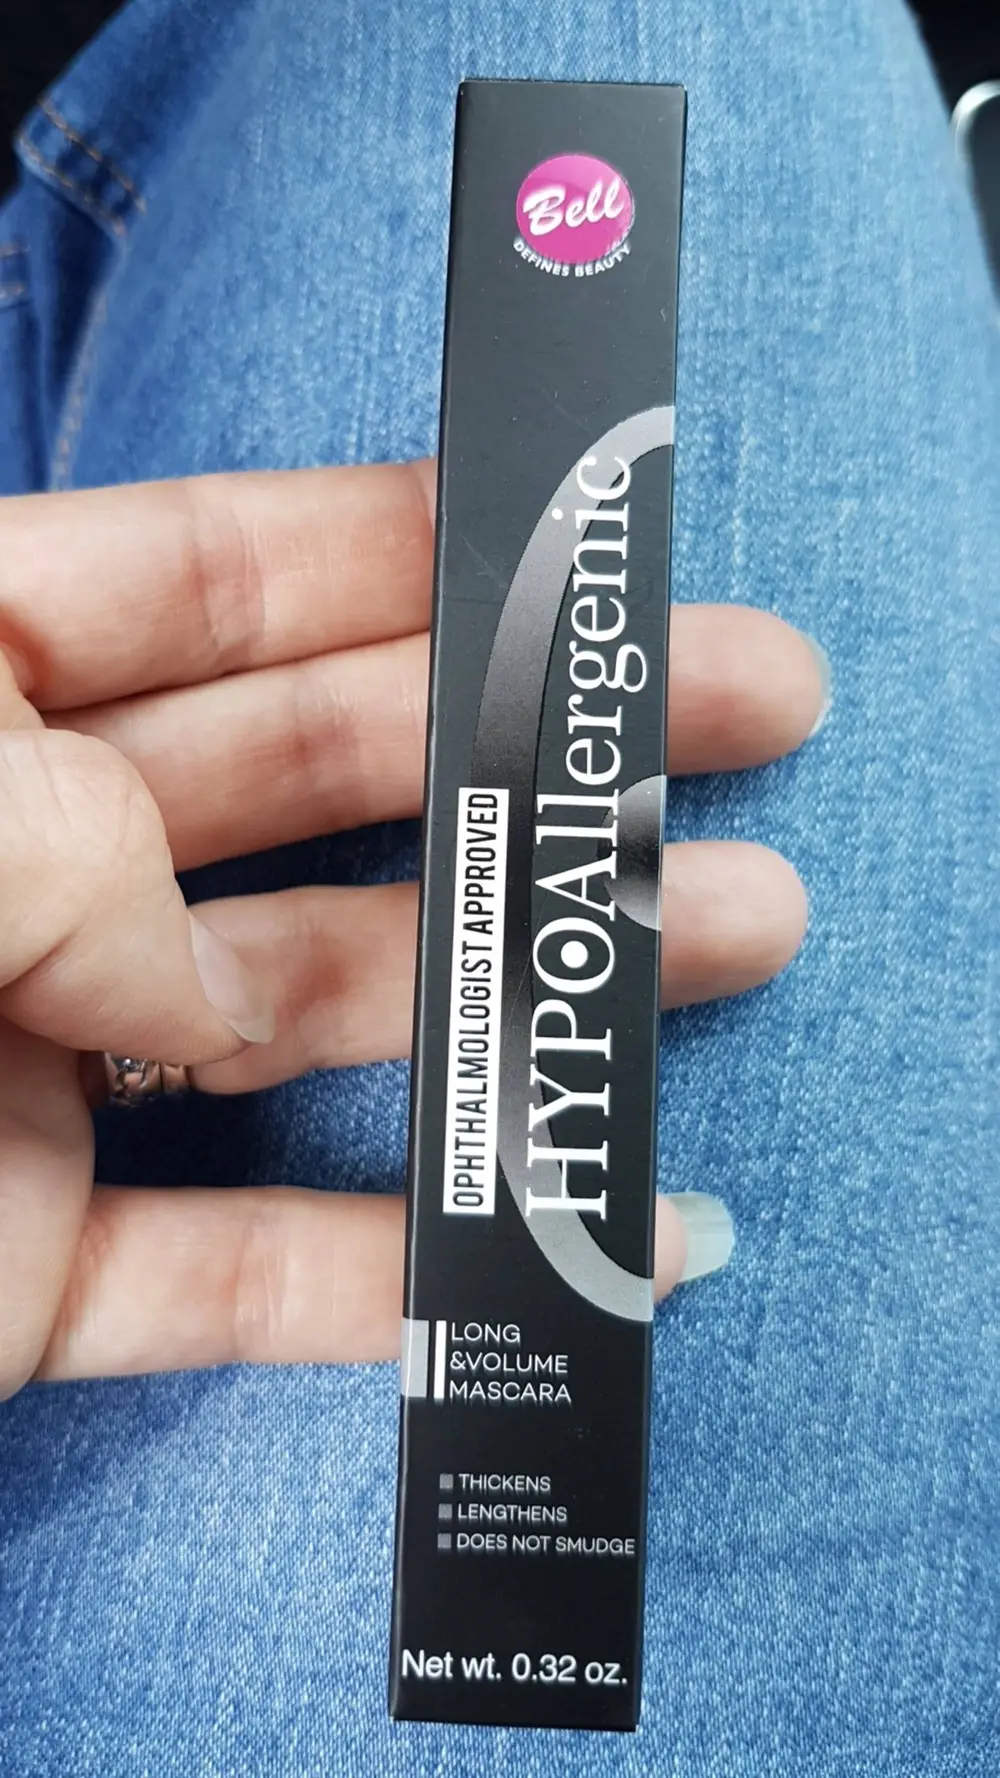 Bell
DEFINES BEAUTY
HYPOAllergenic
OPHTHALMOLOGIST APPROVED
LONG
&VOLUME
MASCARA
THICKENS
LENGTHENS
DOES NOT SMUDGE
Net wt. 0.32 oz.